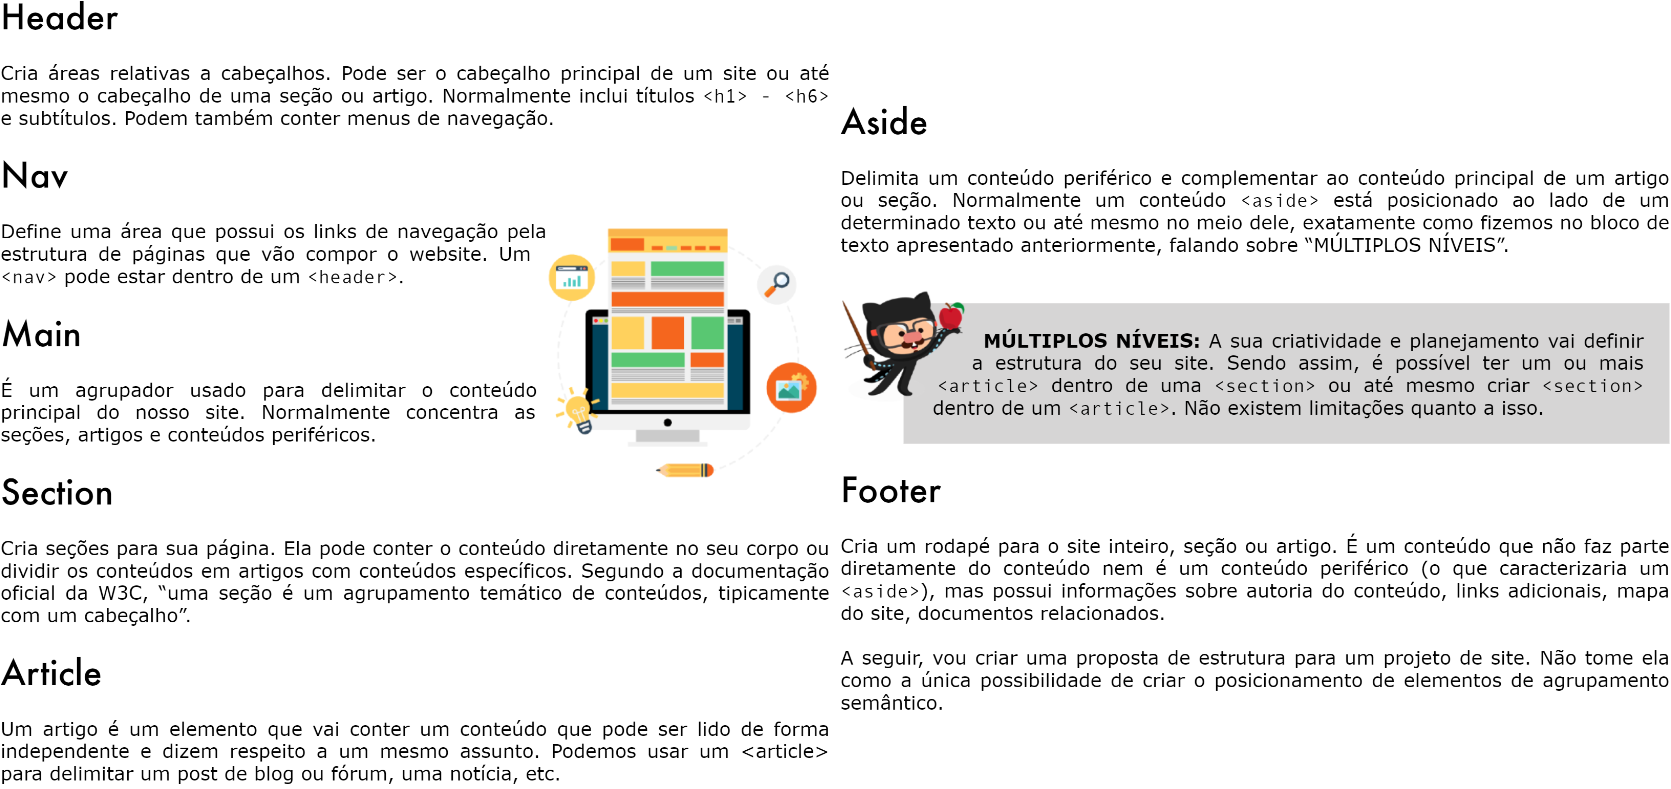 Header
Cria áreas relativas a cabeçalhos. Pode ser o cabeçalho principal de um site ou até
mesmo o cabeçalho de uma seção ou artigo. Normalmente inclui títulos <h1> - <h6>
e subtítulos. Podem também conter menus de navegação.
Nav
Define uma área que possui os links de navegação pela
estrutura de páginas que vão compor o website. Um
<nav> pode estar dentro de um <header>.
Main
É um agrupador usado para delimitar o conteúdo
principal do nosso site. Normalmente concentra as
seções, artigos e conteúdos periféricos.
Section
Cria seções para sua página. Ela pode conter o conteúdo diretamente no seu corpo ou
dividir os conteúdos em artigos com conteúdos específicos. Segundo a documentação
oficial da W3C, “uma seção é um agrupamento temático de conteúdos, tipicamente
com um cabeçalho”.
Article
Um artigo é um elemento que vai conter um conteúdo que pode ser lido de forma
independente e dizem respeito a um mesmo assunto. Podemos usar um <article>
para delimitar um post de blog ou fórum, uma notícia, etc.
Aside
Delimita um conteúdo periférico e complementar ao conteúdo principal de um artigo
ou seção. Normalmente um conteúdo <aside> está posicionado ao lado de um
determinado texto ou até mesmo no meio dele, exatamente como fizemos no bloco de
texto apresentado anteriormente, falando sobre “MÚLTIPLOS NÍVEIS”.
MÚLTIPLOS NÍVEIS: A sua criatividade e planejamento vai definir
a estrutura do seu site. Sendo assim, é possível ter um ou mais
<article> dentro de uma <section> ou até mesmo criar <section>
dentro de um <article>. Não existem limitações quanto a isso.
Footer
Cria um rodapé para o site inteiro, seção ou artigo. É um conteúdo que não faz parte
diretamente do conteúdo nem é um conteúdo periférico (o que caracterizaria um
<aside>), mas possui informações sobre autoria do conteúdo, links adicionais, mapa
do site, documentos relacionados.
A seguir, vou criar uma proposta de estrutura para um projeto de site. Não tome ela
como a única possibilidade de criar o posicionamento de elementos de agrupamento
semântico.